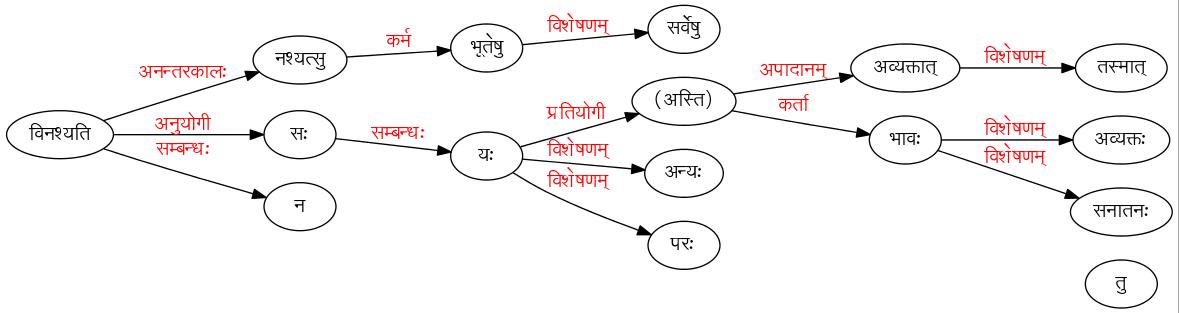 सर्वेषु
विशेषणम्
कर्म
भूतेषु
नश्यत्सु
अनन्तरकालः
अव्यक्तात्
विशेषणम्
तस्मात्
अपादानम्
(अस्ति)
कर्ता
प्रतियोगी
विनश्यति
अनुयोगी
सः
सम्बन्धः
यः
भावः
विशेषणम्
अव्यक्तः
सम्बन्धः
विशेषणम्
अन्यः
विशेषणम्
विशेषणम्
सनातनः
न
परः
तु